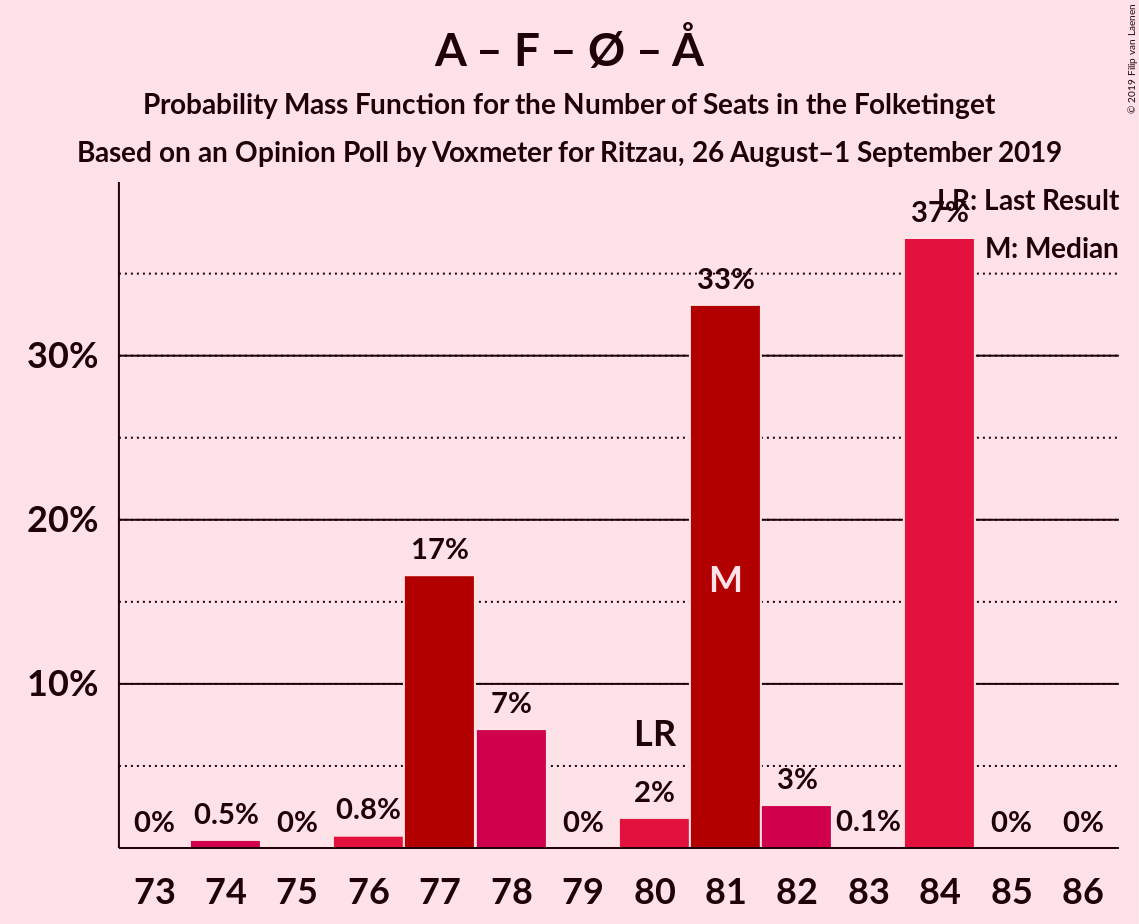 A – F – Ø – Å
Probability Mass Function for the Number of Seats in the Folketinget
Based on an Opinion Poll by Voxmeter for Ritzau, 26 August–1 September 2019
© 2019 Filip van Laenen
LR: Last Result
M: Median
30%
20%
10%
0%
0.5%
0%
0.8%
17%
7%
0%
LR
2%
33%
M
3%
0.1%
37%
0%
0%
73 74 75 76 77 78 79 80 81 82 83 84 85 86